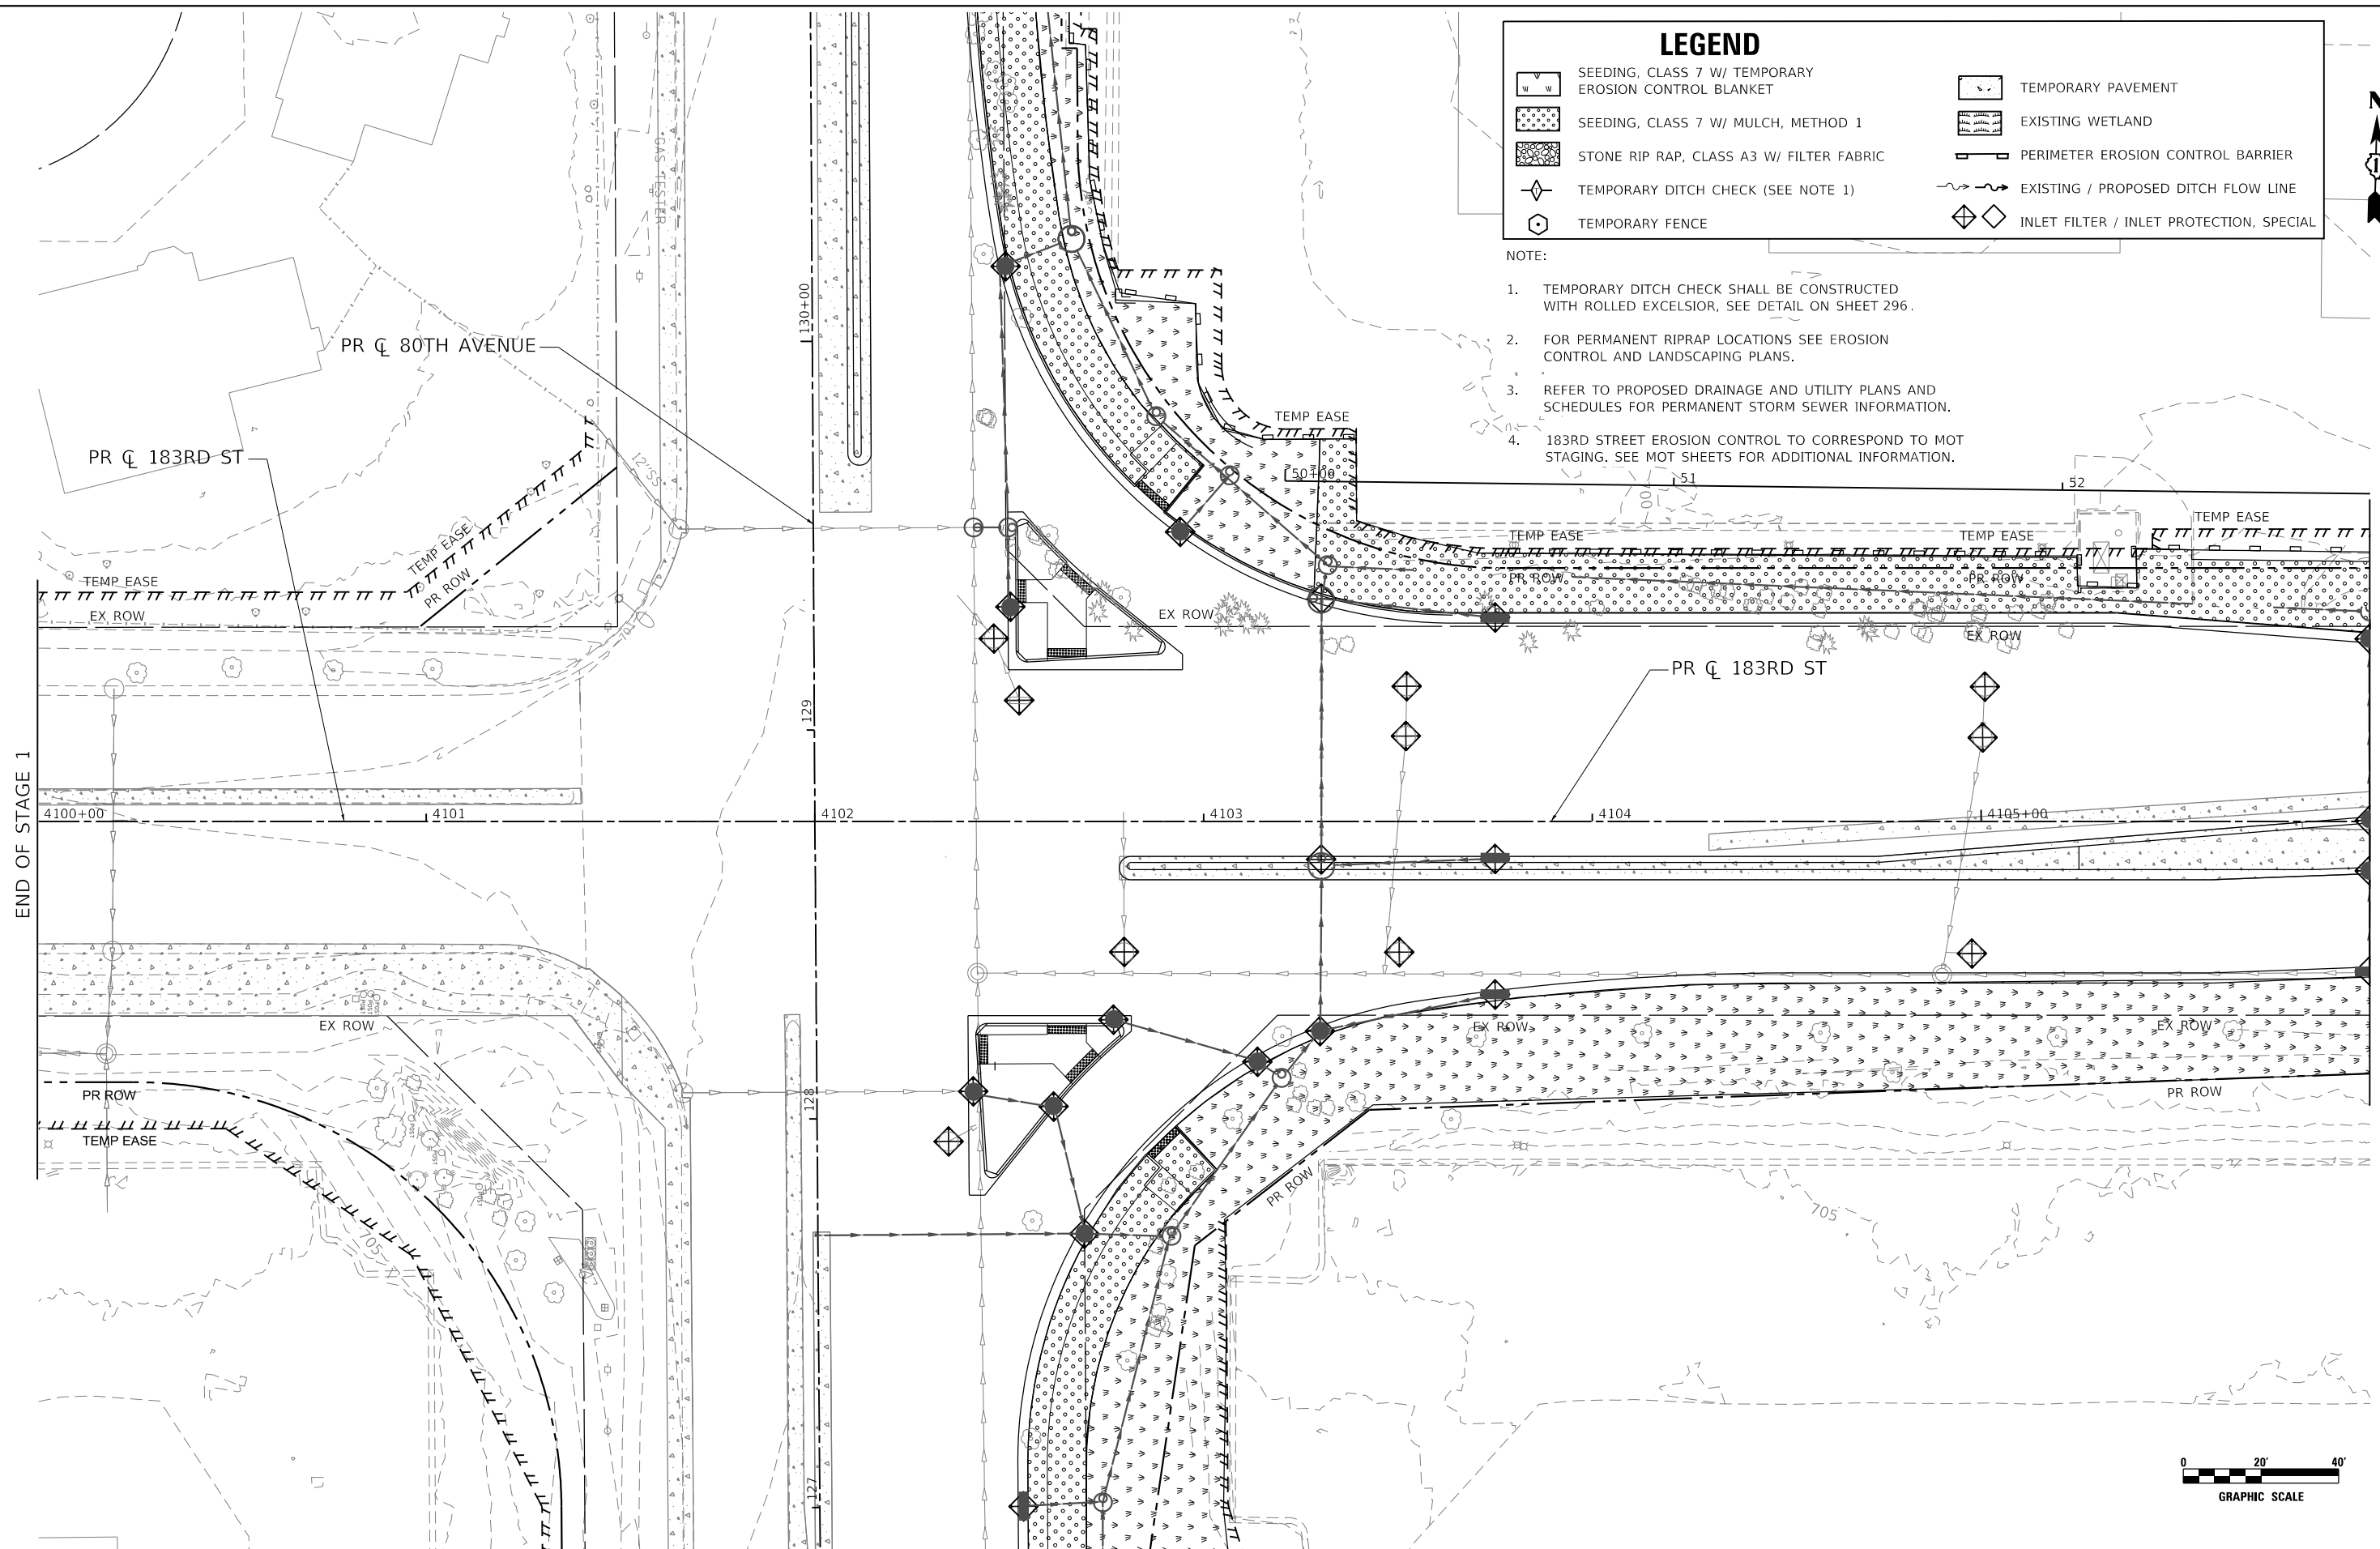 LEGEND
SEEDING, CLASS 7 W/ TEMPORARY
EROSION CONTROL BLANKET
SEEDING, CLASS 7 W/ MULCH, METHOD 1
STONE RIP RAP, CLASS A3 W/ FILTER FABRIC
TEMPORARY DITCH CHECK (SEE NOTE 1)
TEMPORARY FENCE
TEMPORARY PAVEMENT
EXISTING WETLAND
PERIMETER EROSION CONTROL BARRIER
EXISTING / PROPOSED DITCH FLOW LINE
INLET FILTER / INLET PROTECTION, SPECIAL
NOTE:
1. TEMPORARY DITCH CHECK SHALL BE CONSTRUCTED
WITH ROLLED EXCELSIOR, SEE DETAIL ON SHEET 296.
2. FOR PERMANENT RIPRAP LOCATIONS SEE EROSION
CONTROL AND LANDSCAPING PLANS.
3. REFER TO PROPOSED DRAINAGE AND UTILITY PLANS AND
SCHEDULES FOR PERMANENT STORM SEWER INFORMATION.
4. 183RD STREET EROSION CONTROL TO CORRESPOND TO MOT
STAGING. SEE MOT SHEETS FOR ADDITIONAL INFORMATION.
GAS TESTER
130+00
PR ℄ 80TH AVENUE
PR ℄ 183RD ST
12"SS
TEMP EASE
50+00
51
52
700
TEMP EASE
TEMP EASE
TEMP EASE
TEMP EASE
PR ROW
TEMP EASE
EX ROW
PR ROW
PR ROW
EX ROW
EX ROW
PR ℄ 183RD ST
129
END OF STAGE 1
4100+00
4101
4102
4103
4104
4105+00
EX ROW
EX ROW
EX ROW
PR ROW
TEMP EASE
128
PR ROW
PR ROW
705
705
127
0 20' 40'
GRAPHIC SCALE